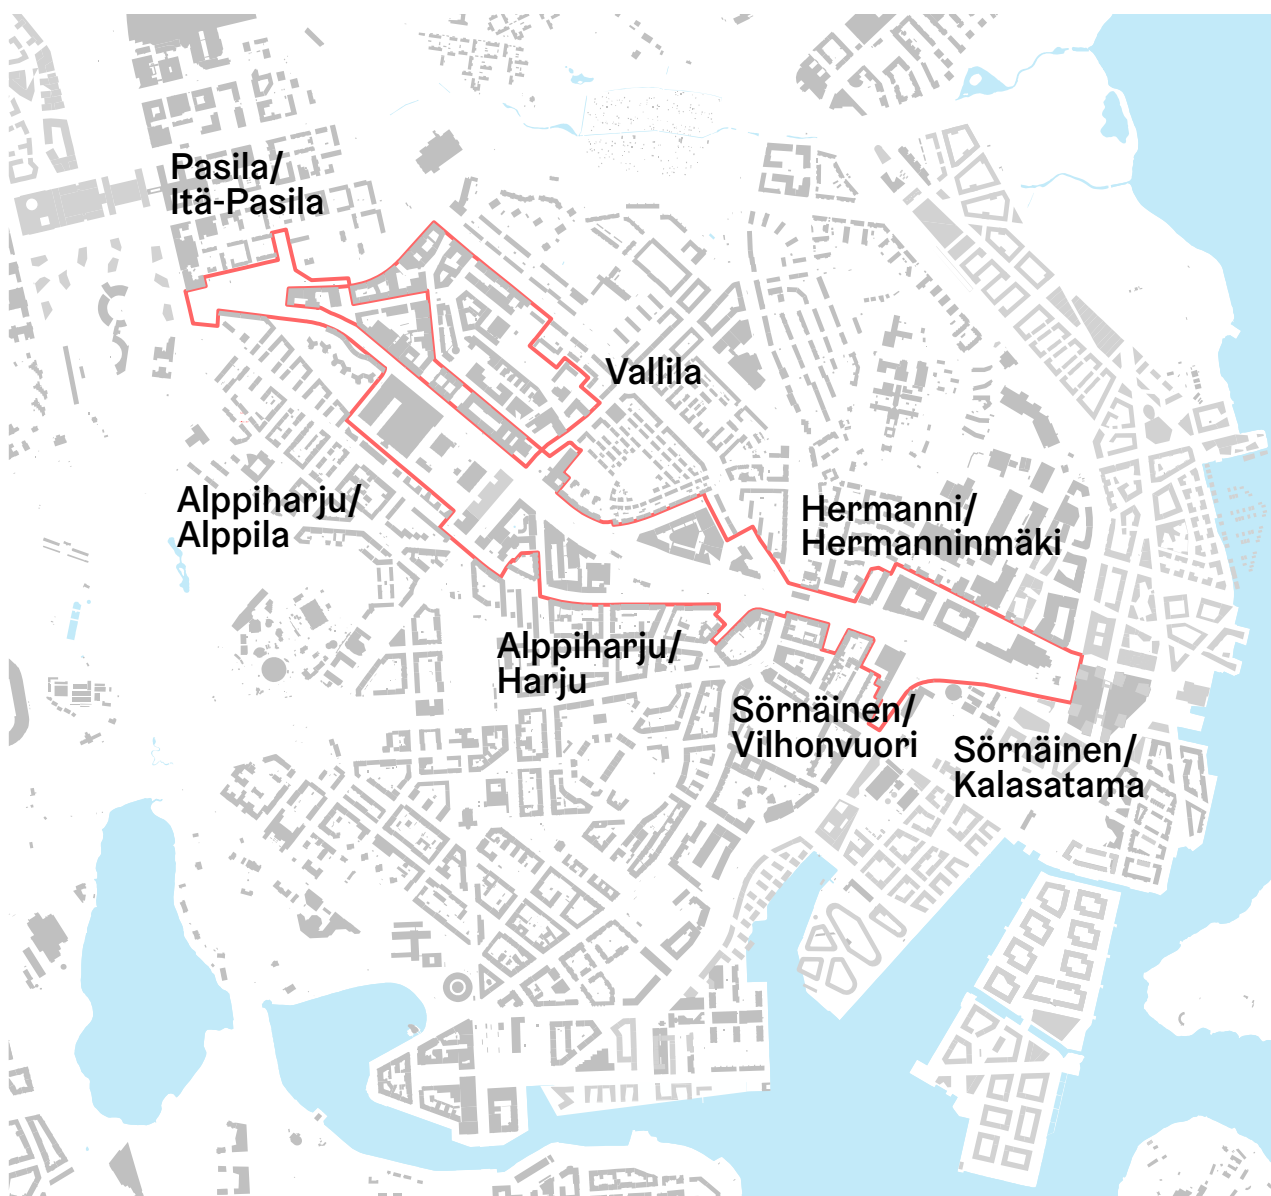 Pasila/
Itä-Pasila
Vallila
Alppiharju/
Alppila
Hermanni/
Hermanninmäki
Alppiharju/
Harju
Sörnäinen/
Vilhonvuori
Sörnäinen/
Kalasatama